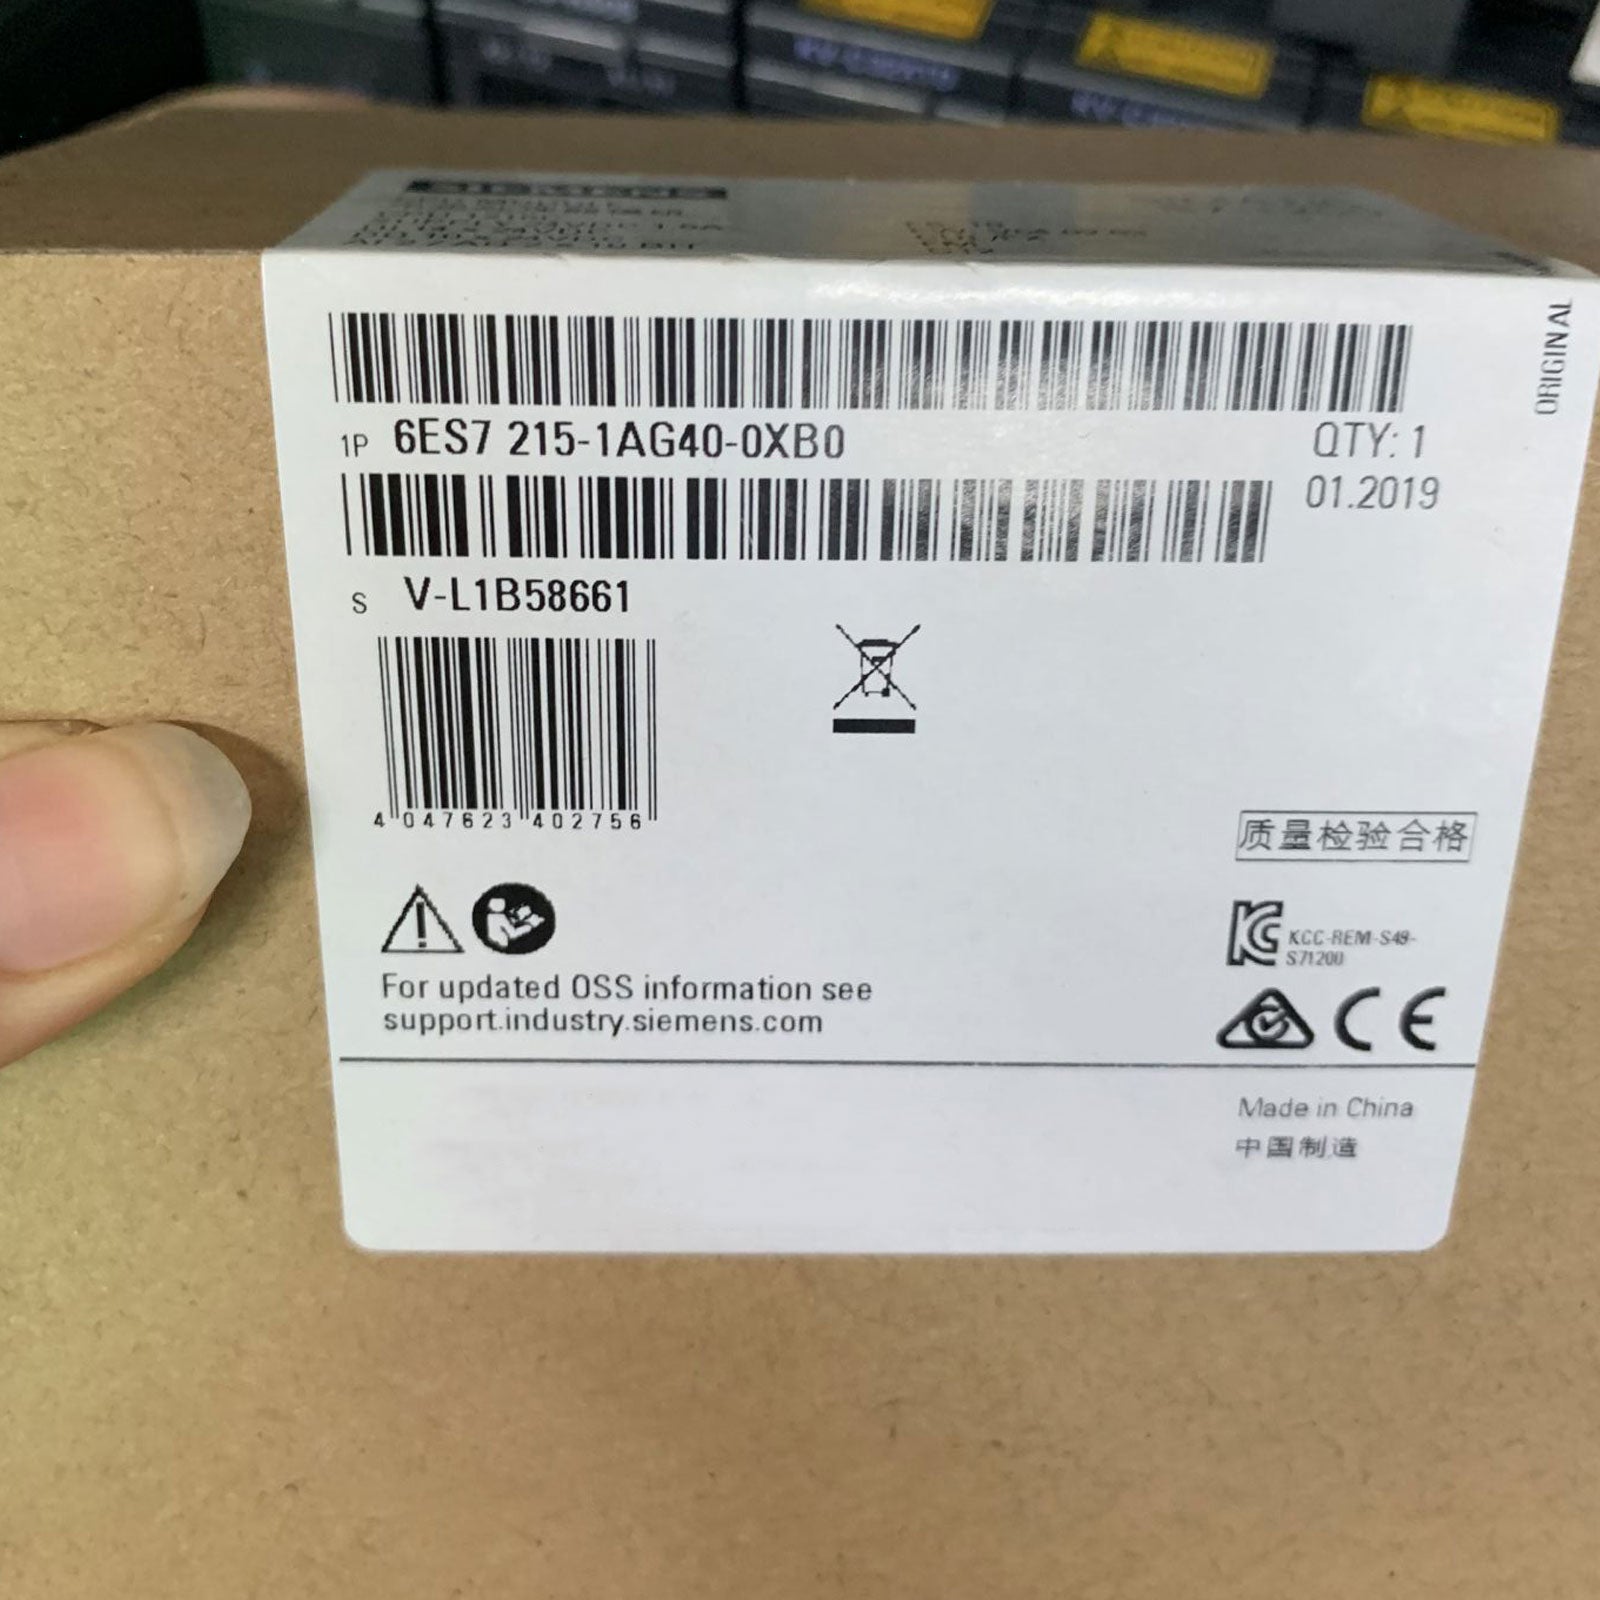 ORIGINAL
1P 6ES7 215-1AG40-0XB0
QTY: 1
01.2019
S V-L1B58661
4 047623 402756
质量检验合格
KCC-REM-S49-
S71200
For updated OSS information see
support.industry.siemens.com
CE
Made in China
中国制造